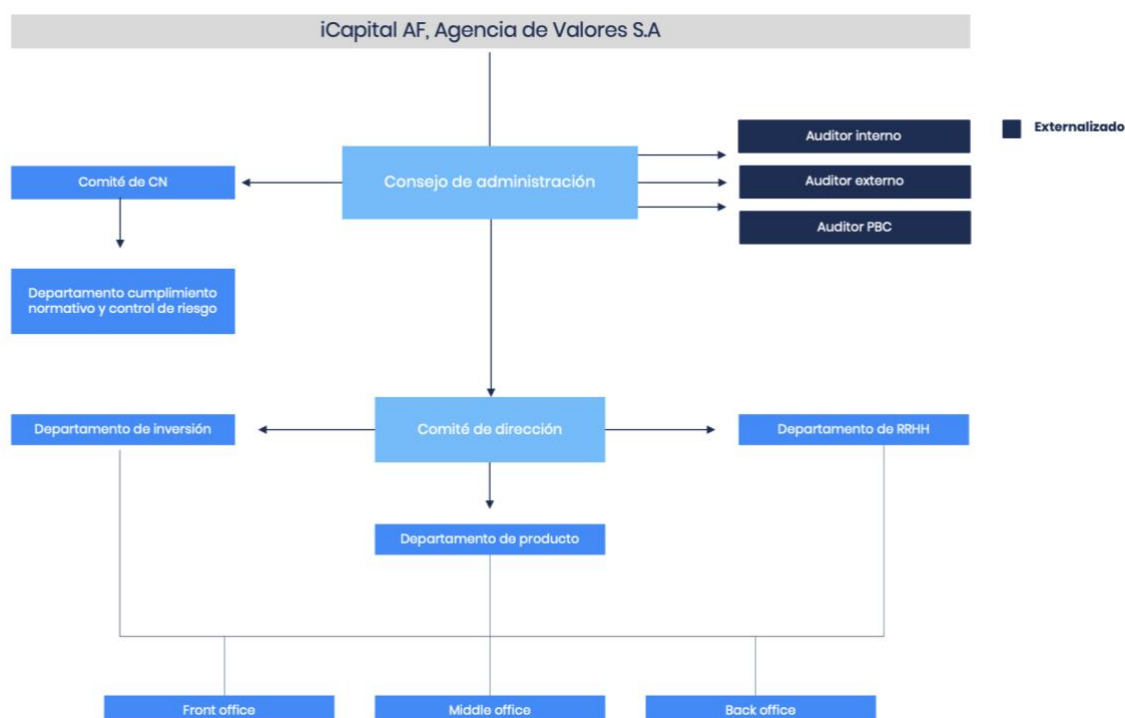 iCapital AF, Agencia de Valores S.A
Auditor interno
Externalizado
Consejo de administración
Comité de CN
Auditor externo
Auditor PBC
Departamento cumplimiento
normativo y control de riesgo
Departamento de inversión
Comité de dirección
Departamento de RRHH
Departamento de producto
Front office
Middle office
Back office